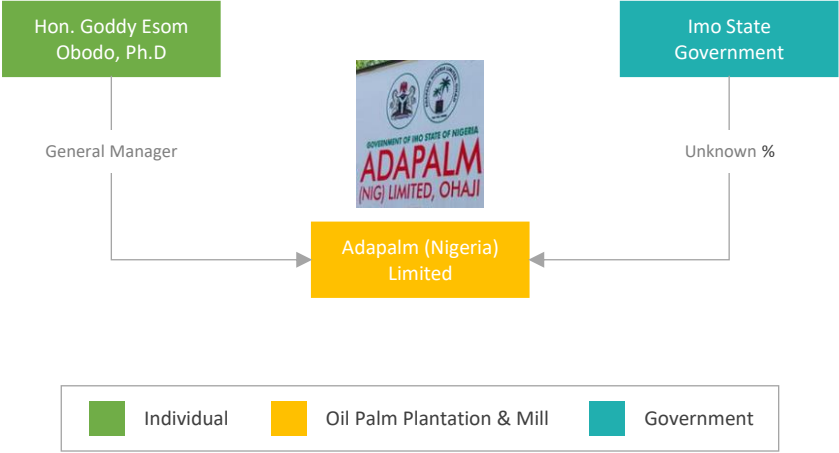 Hon. Goddy Esom
Obodo, Ph.D
Imo State
Government
GOVERNMENT OF IMO STATE OF NIGERIA
ADAPALM
(NIG) LIMITED, OHAJI
General Manager
Unknown %
Adapalm (Nigeria)
Limited
Individual
Oil Palm Plantation & Mill
Government